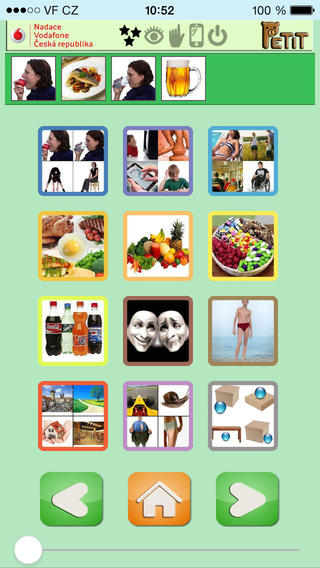 VF CZ 10:52 100 %
Nadace
Vodafone
Česká republika
PETIT